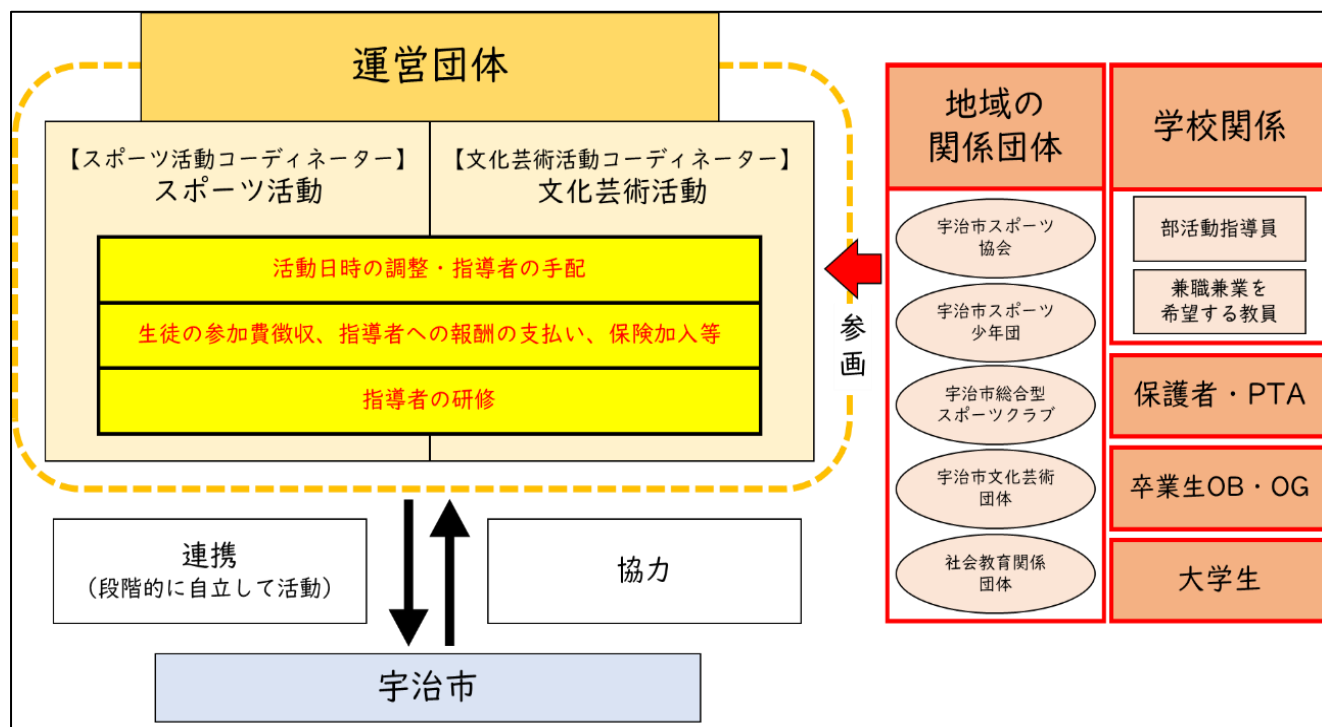 運営団体
【スポーツ活動コーディネーター】
スポーツ活動
【文化芸術活動コーディネーター】
文化芸術活動
活動日時の調整・指導者の手配
生徒の参加費徴収、指導者への報酬の支払い、保険加入等
指導者の研修
参画
地域の
関係団体
宇治市スポーツ
協会
宇治市スポーツ
少年団
宇治市総合型
スポーツクラブ
宇治市文化芸術
団体
社会教育関係
団体
学校関係
部活動指導員
兼職兼業を
希望する教員
保護者・PTA
卒業生OB・OG
大学生
連携
(段階的に自立して活動)
協力
宇治市